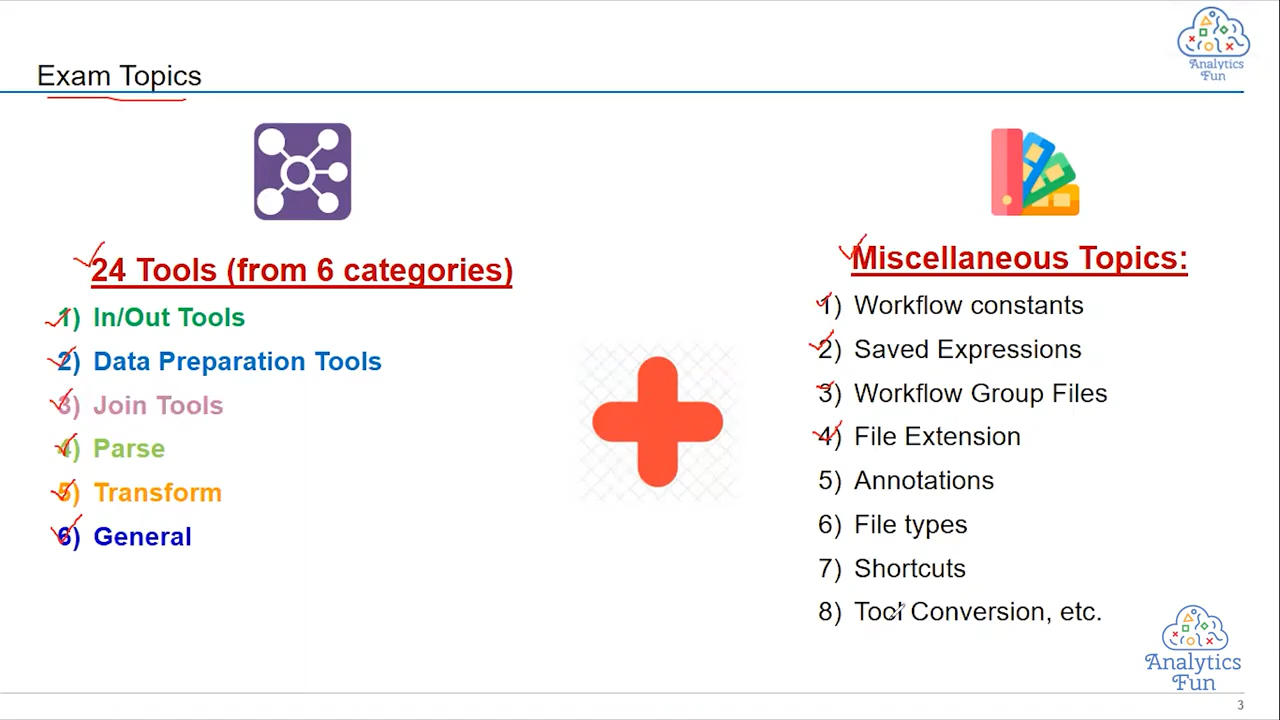 Analytics
Fun
Exam Topics
24 Tools (from 6 categories)
1) In/Out Tools
2) Data Preparation Tools
3) Join Tools
4) Parse
5) Transform
6) General
Miscellaneous Topics:
1) Workflow constants
2) Saved Expressions
3) Workflow Group Files
4) File Extension
5) Annotations
6) File types
7) Shortcuts
8) Tool Conversion, etc.
Analytics
Fun
3